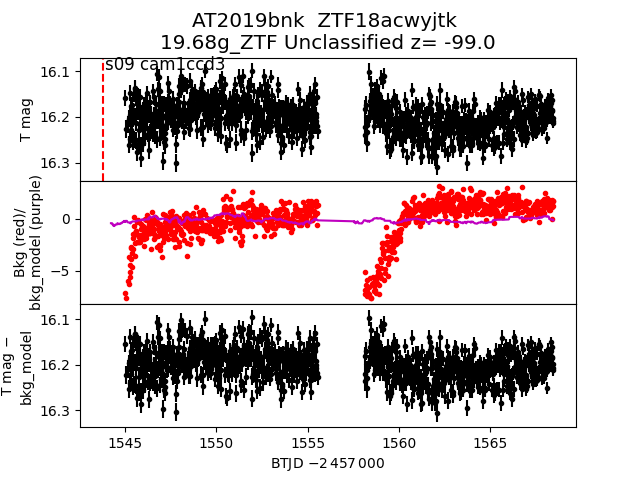 AT2019bnk ZTF18acwyjtk
19.68g_ZTF Unclassified z= -99.0
s09 cam1ccd3
T mag
16.1
16.2
16.3
Bkg (red)/
bkg_model (purple)
0
−5
T mag −
bkg_model
16.1
16.2
16.3
1545 1550 1555 1560 1565
BTJD −2 457 000